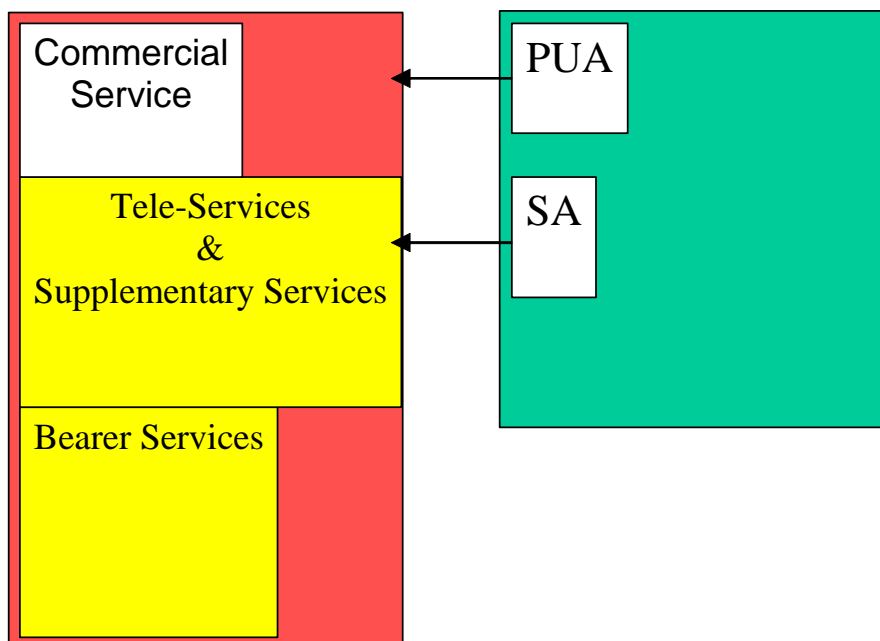 Commercial
Service
PUA
Tele-Services
&
Supplementary Services
SA
Bearer Services